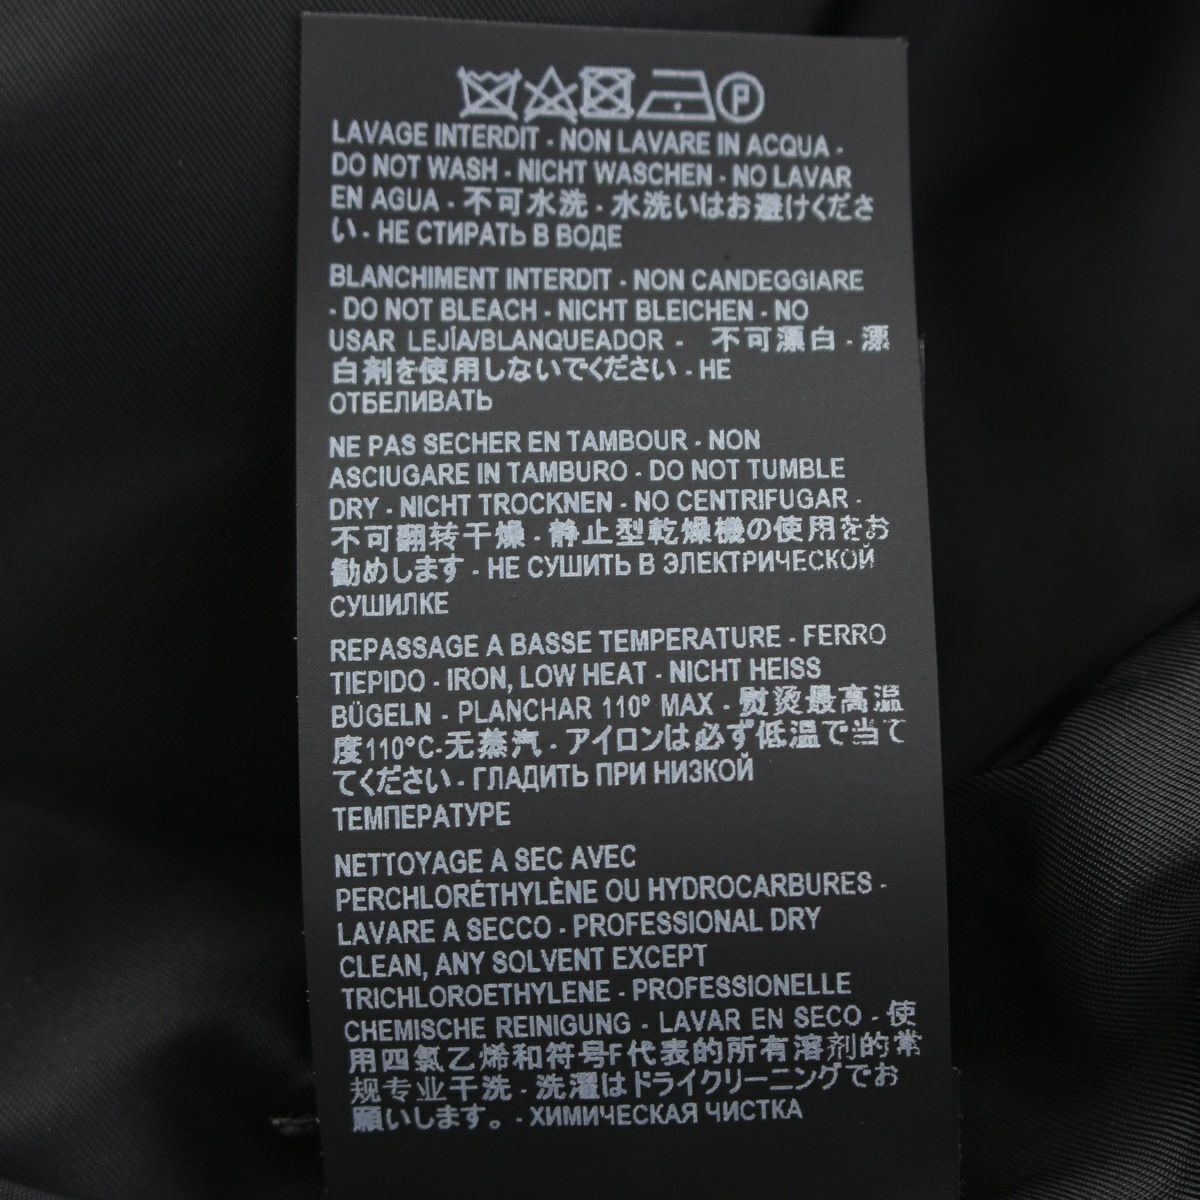 P
LAVAGE INTERDIT - NON LAVARE IN ACQUA -
DO NOT WASH - NICHT WASCHEN - NO LAVAR
EN AGUA - 不可水洗 - 水洗いはお避けくださ
い - НЕ СТИРАТЬ В ВОДЕ
BLANCHIMENT INTERDIT - NON CANDEGGIARE
- DO NOT BLEACH - NICHT BLEICHEN - NO
USAR LEJÍA/BLANQUEADOR - 不可漂白 - 漂
白剤を使用しないでください - НЕ
ОТБЕЛИВАТЬ
NE PAS SECHER EN TAMBOUR - NON
ASCIUGARE IN TAMBURO - DO NOT TUMBLE
DRY - NICHT TROCKNEN - NO CENTRIFUGAR -
不可翻转干燥 - 静止型乾燥機の使用をお
勧めします - НЕ СУШИТЬ В ЭЛЕКТРИЧЕСКОЙ
СУШИЛКЕ
REPASSAGE A BASSE TEMPERATURE - FERRO
TIEPIDO - IRON, LOW HEAT - NICHT HEISS
BÜGELN - PLANCHAR 110º MAX - 熨烫最高温
度110°C-无蒸汽 - アイロンは必ず低温で当て
てください - ГЛАДИТЬ ПРИ НИЗКОЙ
ТЕМПЕРАТУРЕ
NETTOYAGE A SEC AVEC
PERCHLORÉTHYLÈNE OU HYDROCARBURES -
LAVARE A SECCO - PROFESSIONAL DRY
CLEAN, ANY SOLVENT EXCEPT
TRICHLOROETHYLENE - PROFESSIONELLE
CHEMISCHE REINIGUNG - LAVAR EN SECO - 使
用四氯乙烯和符号F代表的所有溶剂的常
规专业干洗 - 洗濯はドライクリーニングでお
願いします。 - ХИМИЧЕСКАЯ ЧИСТКА